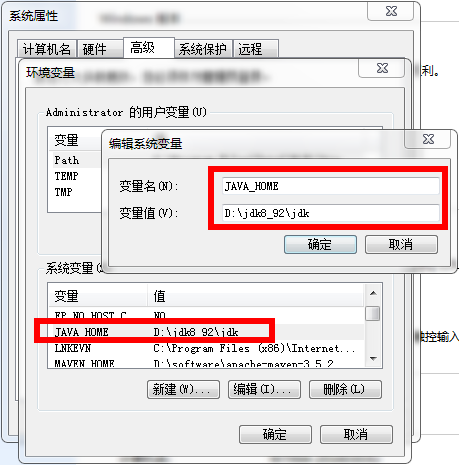 系统属性
计算机名 硬件 高级 系统保护 远程
利。
环境变量
Administrator 的用户变量(U)
变量
Path
TEMP
TMP
编辑系统变量
变量名(N): JAVA_HOME
变量值(V): D:\jdk8_92\jdk
确定 取消
系统变量(S)
变量 值
FP_NO_HOST_C... NO
JAVA_HOME D:\jdk8_92\jdk
LNKEVN C:\Program Files (x86)\Internet...
MAVEN_HOME D:\software\apache-maven-3.5.2
新建(W)... 编辑(I)... 删除(L)
确定 取消
触控输入